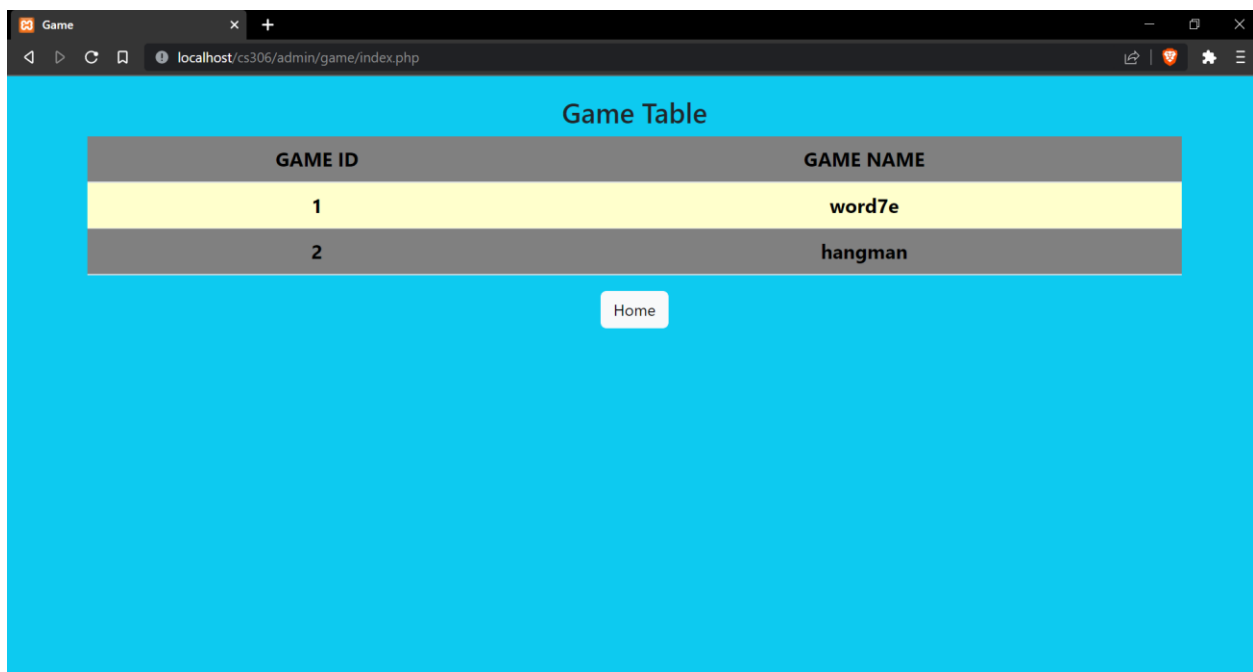 Game
localhost/cs306/admin/game/index.php
Game Table
GAME ID GAME NAME
1 word7e
2 hangman
Home